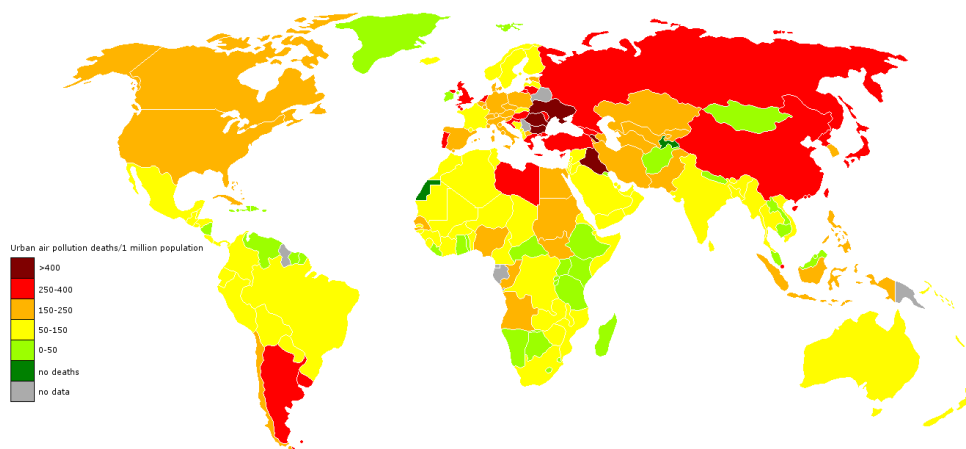 Urban air pollution deaths/1 million population
>400
250-400
150-250
50-150
0-50
no deaths
no data